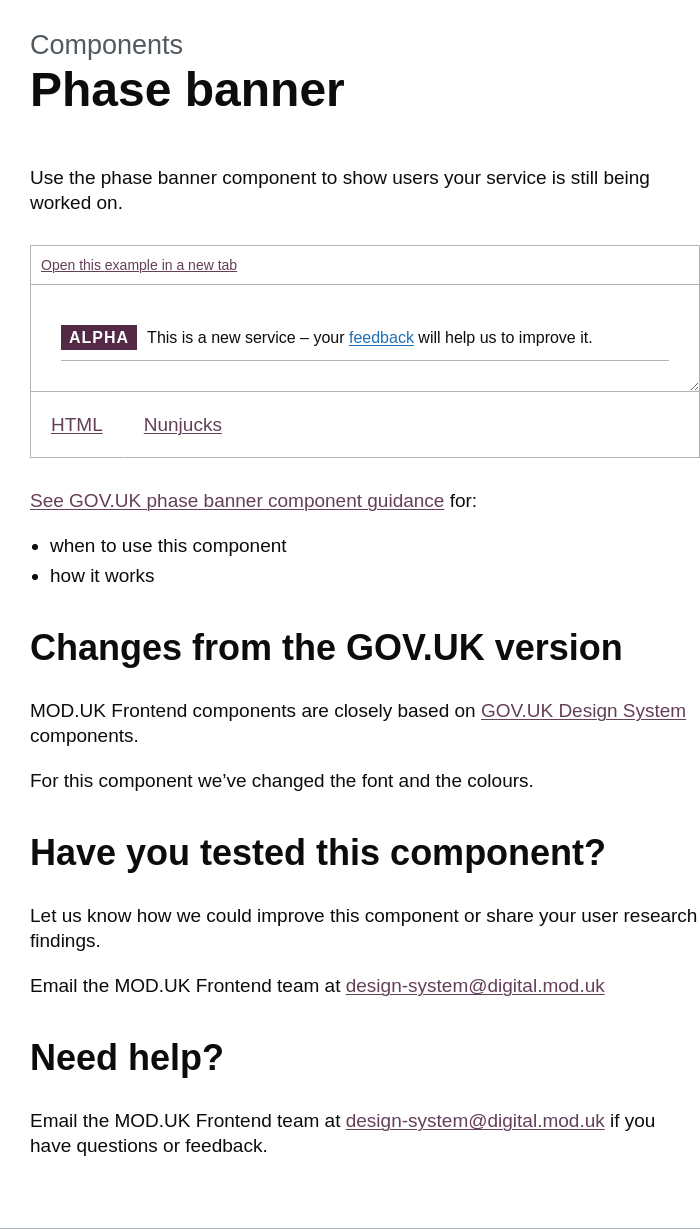 Components
Phase banner
Use the phase banner component to show users your service is still being
worked on.
Open this example in a new tab
ALPHA This is a new service – your feedback will help us to improve it.
HTML Nunjucks
See GOV.UK phase banner component guidance for:
• when to use this component
• how it works
Changes from the GOV.UK version
MOD.UK Frontend components are closely based on GOV.UK Design System
components.
For this component we’ve changed the font and the colours.
Have you tested this component?
Let us know how we could improve this component or share your user research
findings.
Email the MOD.UK Frontend team at design-system@digital.mod.uk
Need help?
Email the MOD.UK Frontend team at design-system@digital.mod.uk if you
have questions or feedback.